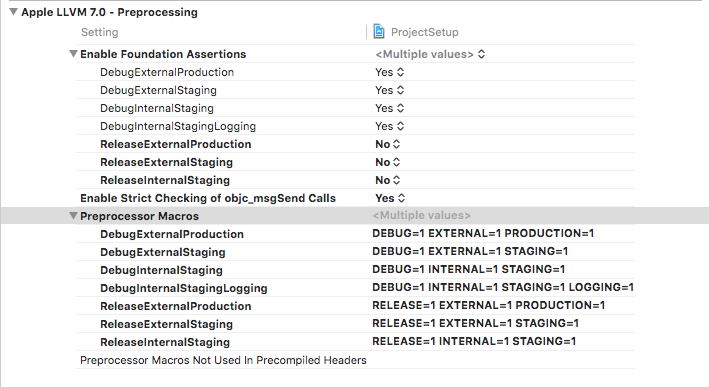 Apple LLVM 7.0 - Preprocessing
Setting ProjectSetup
Enable Foundation Assertions <Multiple values>
DebugExternalProduction Yes
DebugExternalStaging Yes
DebugInternalStaging Yes
DebugInternalStagingLogging Yes
ReleaseExternalProduction No
ReleaseExternalStaging No
ReleaseInternalStaging No
Enable Strict Checking of objc_msgSend Calls Yes
Preprocessor Macros <Multiple values>
DebugExternalProduction DEBUG=1 EXTERNAL=1 PRODUCTION=1
DebugExternalStaging DEBUG=1 EXTERNAL=1 STAGING=1
DebugInternalStaging DEBUG=1 INTERNAL=1 STAGING=1
DebugInternalStagingLogging DEBUG=1 INTERNAL=1 STAGING=1 LOGGING=1
ReleaseExternalProduction RELEASE=1 EXTERNAL=1 PRODUCTION=1
ReleaseExternalStaging RELEASE=1 EXTERNAL=1 STAGING=1
ReleaseInternalStaging RELEASE=1 INTERNAL=1 STAGING=1
Preprocessor Macros Not Used In Precompiled Headers